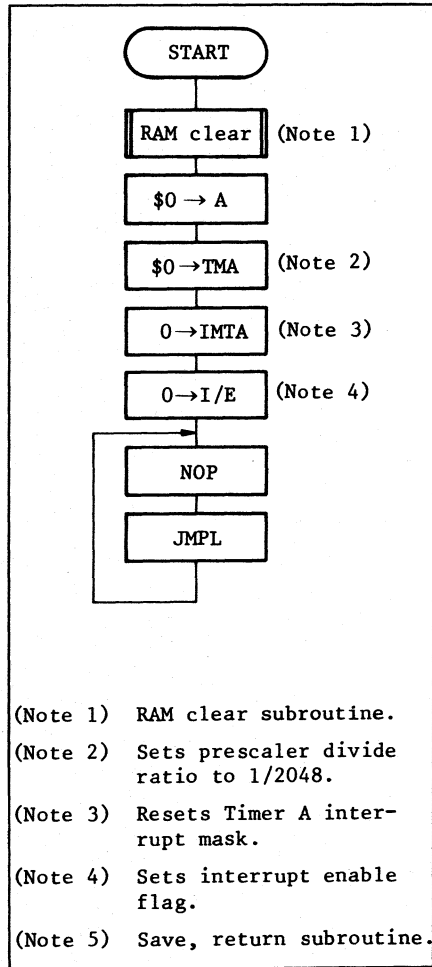 START
RAM clear (Note 1)
$0 → A
$0→TMA (Note 2)
0→IMTA (Note 3)
0→I/E (Note 4)
NOP
JMPL
(Note 1) RAM clear subroutine.
(Note 2) Sets prescaler divide
ratio to 1/2048.
(Note 3) Resets Timer A inter-
rupt mask.
(Note 4) Sets interrupt enable
flag.
(Note 5) Save, return subroutine.